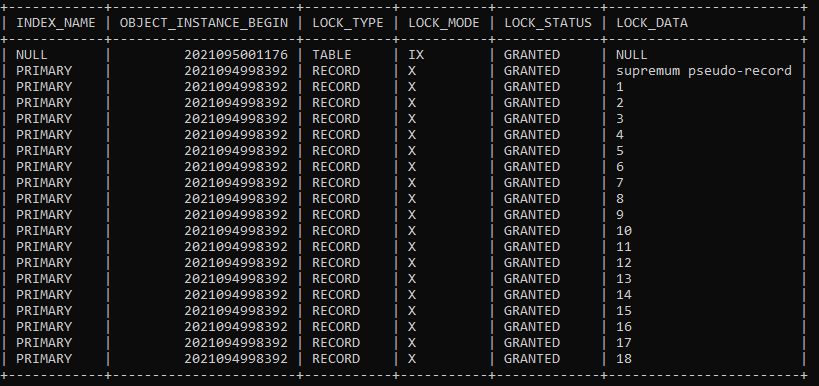 +------------+-----------------------+-----------+-----------+-------------+------------------------+
| INDEX_NAME | OBJECT_INSTANCE_BEGIN | LOCK_TYPE | LOCK_MODE | LOCK_STATUS | LOCK_DATA              |
+------------+-----------------------+-----------+-----------+-------------+------------------------+
| NULL       |         2021095001176 | TABLE     | IX        | GRANTED     | NULL                   |
| PRIMARY    |         2021094998392 | RECORD    | X         | GRANTED     | supremum pseudo-record |
| PRIMARY    |         2021094998392 | RECORD    | X         | GRANTED     | 1                      |
| PRIMARY    |         2021094998392 | RECORD    | X         | GRANTED     | 2                      |
| PRIMARY    |         2021094998392 | RECORD    | X         | GRANTED     | 3                      |
| PRIMARY    |         2021094998392 | RECORD    | X         | GRANTED     | 4                      |
| PRIMARY    |         2021094998392 | RECORD    | X         | GRANTED     | 5                      |
| PRIMARY    |         2021094998392 | RECORD    | X         | GRANTED     | 6                      |
| PRIMARY    |         2021094998392 | RECORD    | X         | GRANTED     | 7                      |
| PRIMARY    |         2021094998392 | RECORD    | X         | GRANTED     | 8                      |
| PRIMARY    |         2021094998392 | RECORD    | X         | GRANTED     | 9                      |
| PRIMARY    |         2021094998392 | RECORD    | X         | GRANTED     | 10                     |
| PRIMARY    |         2021094998392 | RECORD    | X         | GRANTED     | 11                     |
| PRIMARY    |         2021094998392 | RECORD    | X         | GRANTED     | 12                     |
| PRIMARY    |         2021094998392 | RECORD    | X         | GRANTED     | 13                     |
| PRIMARY    |         2021094998392 | RECORD    | X         | GRANTED     | 14                     |
| PRIMARY    |         2021094998392 | RECORD    | X         | GRANTED     | 15                     |
| PRIMARY    |         2021094998392 | RECORD    | X         | GRANTED     | 16                     |
| PRIMARY    |         2021094998392 | RECORD    | X         | GRANTED     | 17                     |
| PRIMARY    |         2021094998392 | RECORD    | X         | GRANTED     | 18                     |
+------------+-----------------------+-----------+-----------+-------------+------------------------+